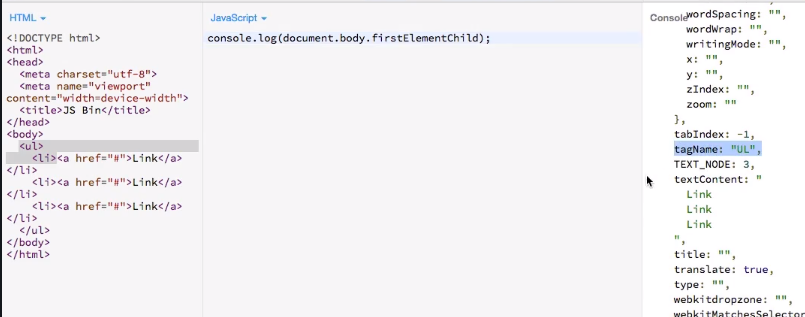 HTML
<!DOCTYPE html>
<html>
<head>
  <meta charset="utf-8">
  <meta name="viewport"
content="width=device-width">
  <title>JS Bin</title>
</head>
<body>
  <ul>
    <li><a href="#">Link</a>
</li>
    <li><a href="#">Link</a>
</li>
    <li><a href="#">Link</a>
</li>
  </ul>
</body>
</html>
JavaScript
console.log(document.body.firstElementChild);
Console
wordSpacing: "",
wordWrap: "",
writingMode: "",
x: "",
y: "",
zIndex: "",
zoom: ""
},
tabIndex: -1,
tagName: "UL",
TEXT_NODE: 3,
textContent: "
Link
Link
Link
",
title: "",
translate: true,
type: "",
webkitdropzone: "",
webkitMatchesSelector